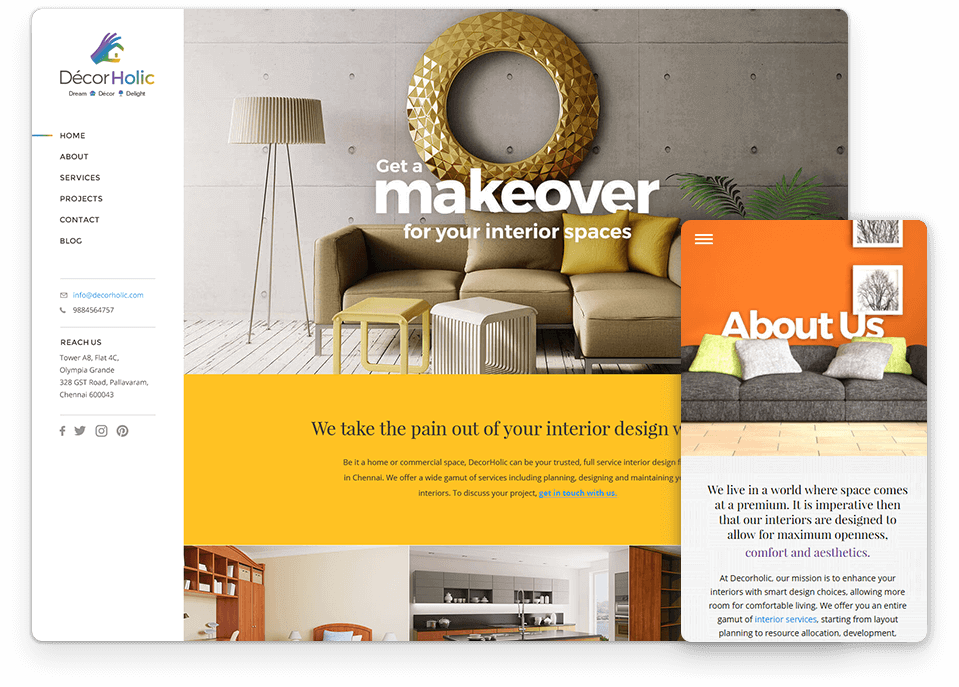 DécorHolic
Dream Décor Delight
HOME
ABOUT
SERVICES
PROJECTS
CONTACT
BLOG
info@decorholic.com
9884564757
REACH US
Tower A8, Flat 4C,
Olympia Grande
328 GST Road, Pallavaram,
Chennai 600043
Get a
makeover
for your interior spaces
We take the pain out of your interior design
Be it a home or commercial space, DecorHolic can be your trusted, full service interior design
in Chennai. We offer a wide gamut of services including planning, designing and maintaining
interiors. To discuss your project, get in touch with us.
About Us
We live in a world where space comes
at a premium. It is imperative then
that our interiors are designed to
allow for maximum openness,
comfort and aesthetics.
At Decorholic, our mission is to enhance your
interiors with smart design choices, allowing more
room for comfortable living. We offer you an entire
gamut of interior services, starting from layout
planning to resource allocation, development,